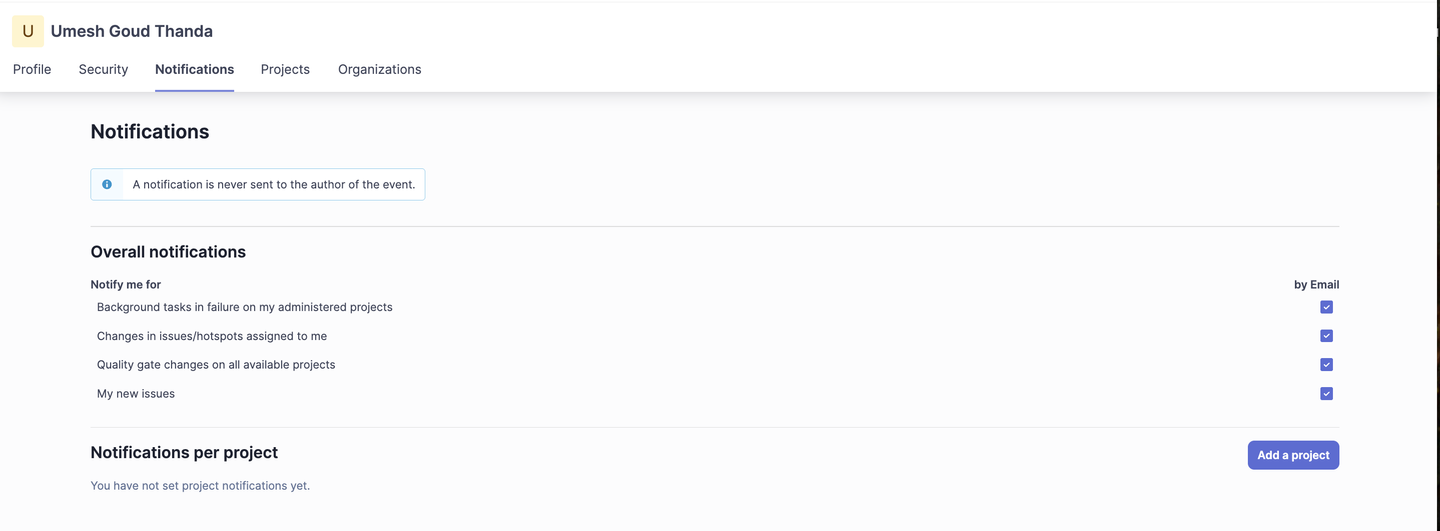 U Umesh Goud Thanda
Profile Security Notifications Projects Organizations
Notifications
A notification is never sent to the author of the event.
Overall notifications
Notify me for by Email
Background tasks in failure on my administered projects
Changes in issues/hotspots assigned to me
Quality gate changes on all available projects
My new issues
Notifications per project Add a project
You have not set project notifications yet.